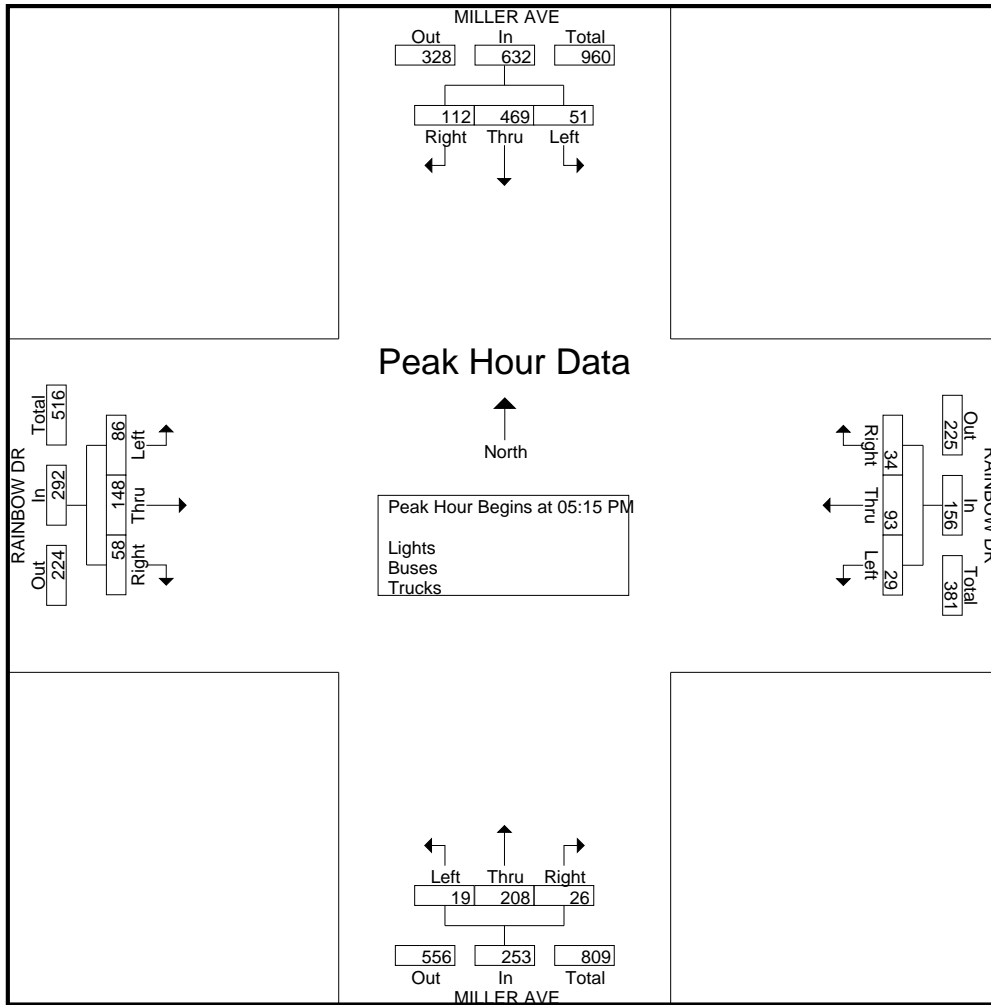 MILLER AVE
Out In Total
328 632 960
112 469 51
Right Thru Left
Peak Hour Data
North
Peak Hour Begins at 05:15 PM
Lights
Buses
Trucks
RAINBOW DR
Out In Total
224 292 516
58 148 86
Right Thru Left
RAINBOW DR
Out In Total
225 156 381
34 93 29
Right Thru Left
Left Thru Right
19 208 26
556 253 809
Out In Total
MILLER AVE